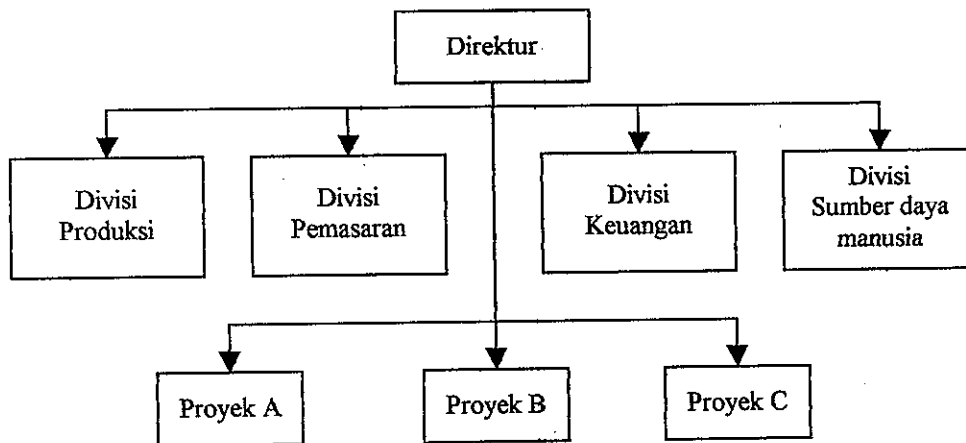 Direktur
Divisi
Produksi
Divisi
Pemasaran
Divisi
Keuangan
Divisi
Sumber daya
manusia
Proyek A
Proyek B
Proyek C